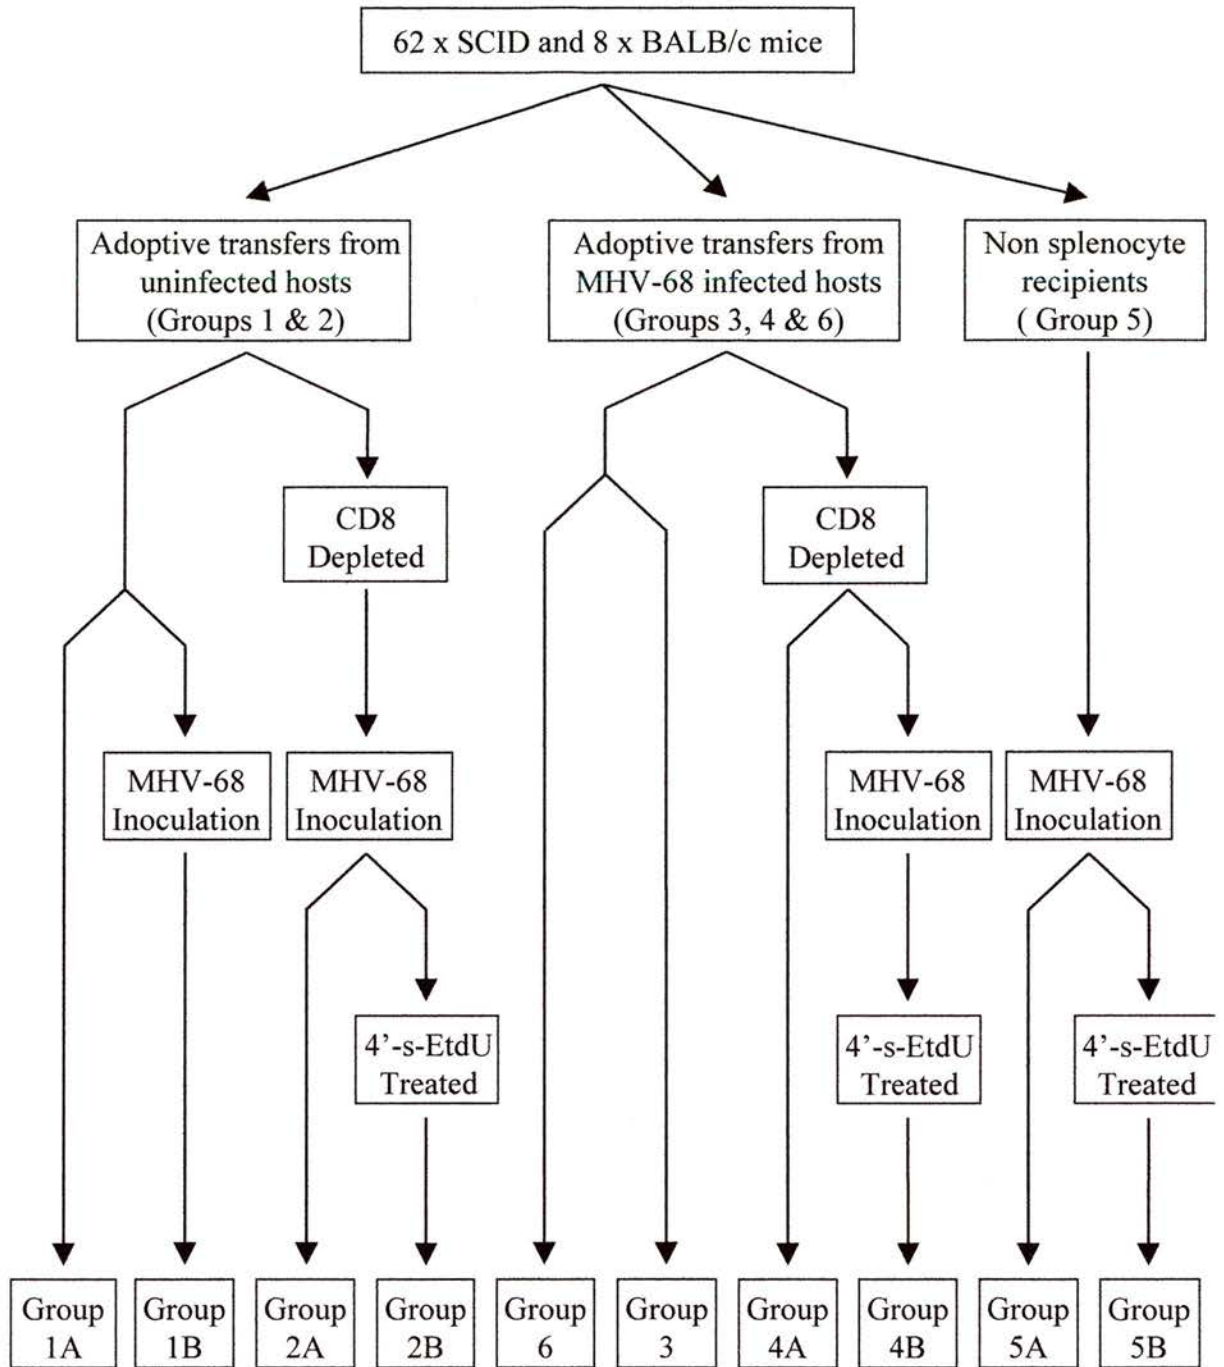 62 x SCID and 8 x BALB/c mice
Adoptive transfers from
uninfected hosts
(Groups 1 & 2)
Adoptive transfers from
MHV-68 infected hosts
(Groups 3, 4 & 6)
Non splenocyte
recipients
( Group 5)
CD8
Depleted
CD8
Depleted
MHV-68
Inoculation
MHV-68
Inoculation
MHV-68
Inoculation
MHV-68
Inoculation
4’-s-EtdU
Treated
4’-s-EtdU
Treated
4’-s-EtdU
Treated
Group
1A
Group
1B
Group
2A
Group
2B
Group
6
Group
3
Group
4A
Group
4B
Group
5A
Group
5B